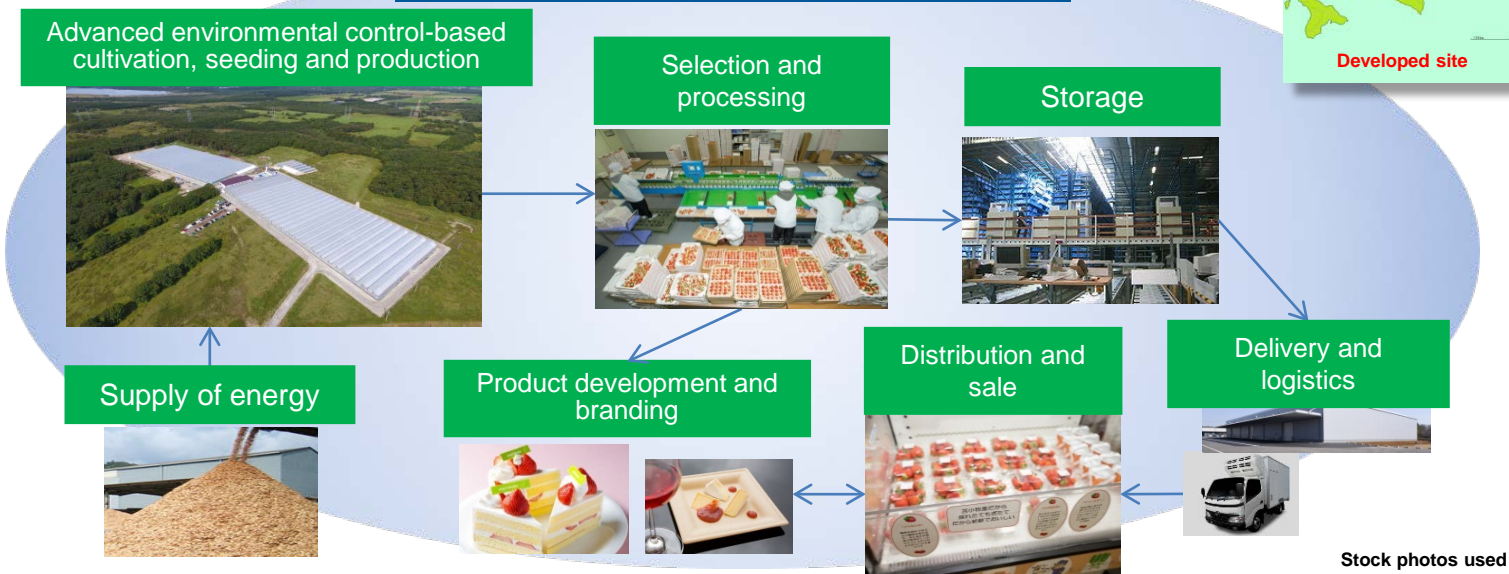 Advanced environmental control-based
cultivation, seeding and production
Selection and
processing
Storage
Developed site
Supply of energy
Product development and
branding
Distribution and
sale
Delivery and
logistics
Stock photos used